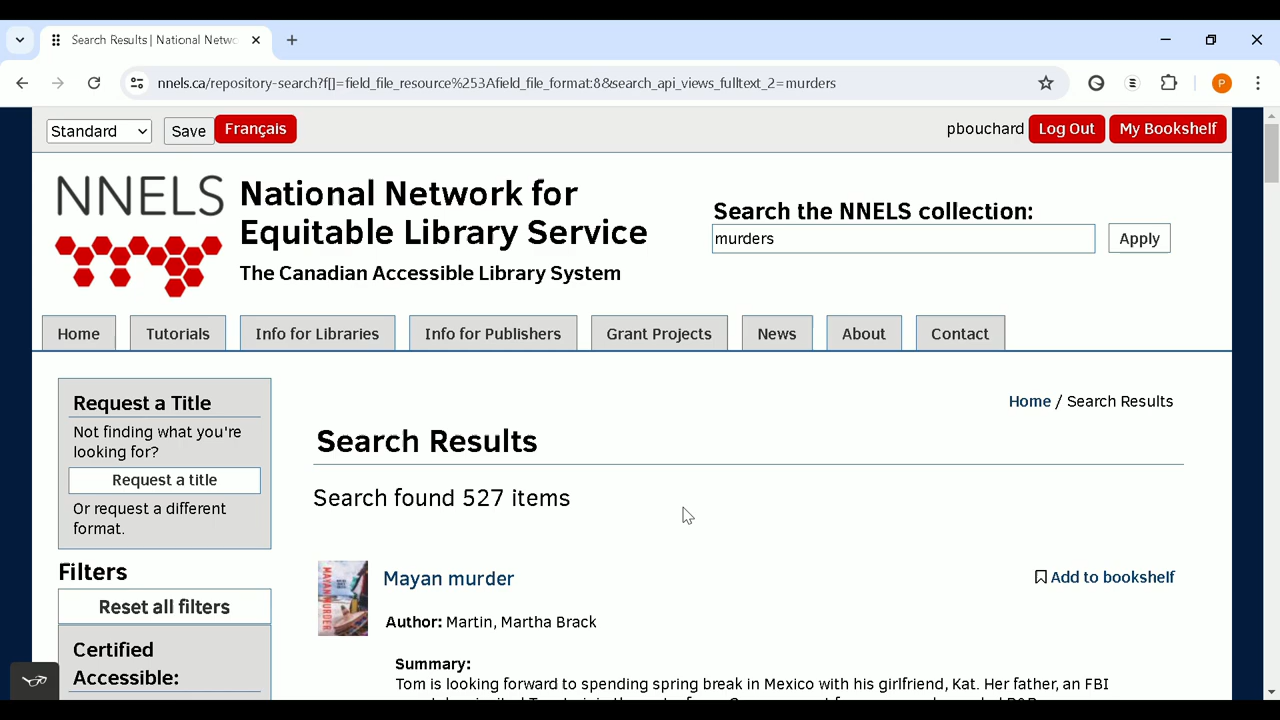 Search Results | National Netwo
nnels.ca/repository-search?f[]=field_file_resource%253Afield_file_format:8&search_api_views_fulltext_2=murders
P
Standard
Save
Français
pbouchard
Log Out
My Bookshelf
NNELS
National Network for
Equitable Library Service
The Canadian Accessible Library System
Search the NNELS collection:
murders
Apply
Home
Tutorials
Info for Libraries
Info for Publishers
Grant Projects
News
About
Contact
Request a Title
Not finding what you're
looking for?
Request a title
Or request a different
format.
Filters
Reset all filters
Certified
Accessible:
Home / Search Results
Search Results
Search found 527 items
MAYAN MURDER
Mayan murder
Add to bookshelf
Author: Martin, Martha Brack
Summary:
Tom is looking forward to spending spring break in Mexico with his girlfriend, Kat. Her father, an FBI